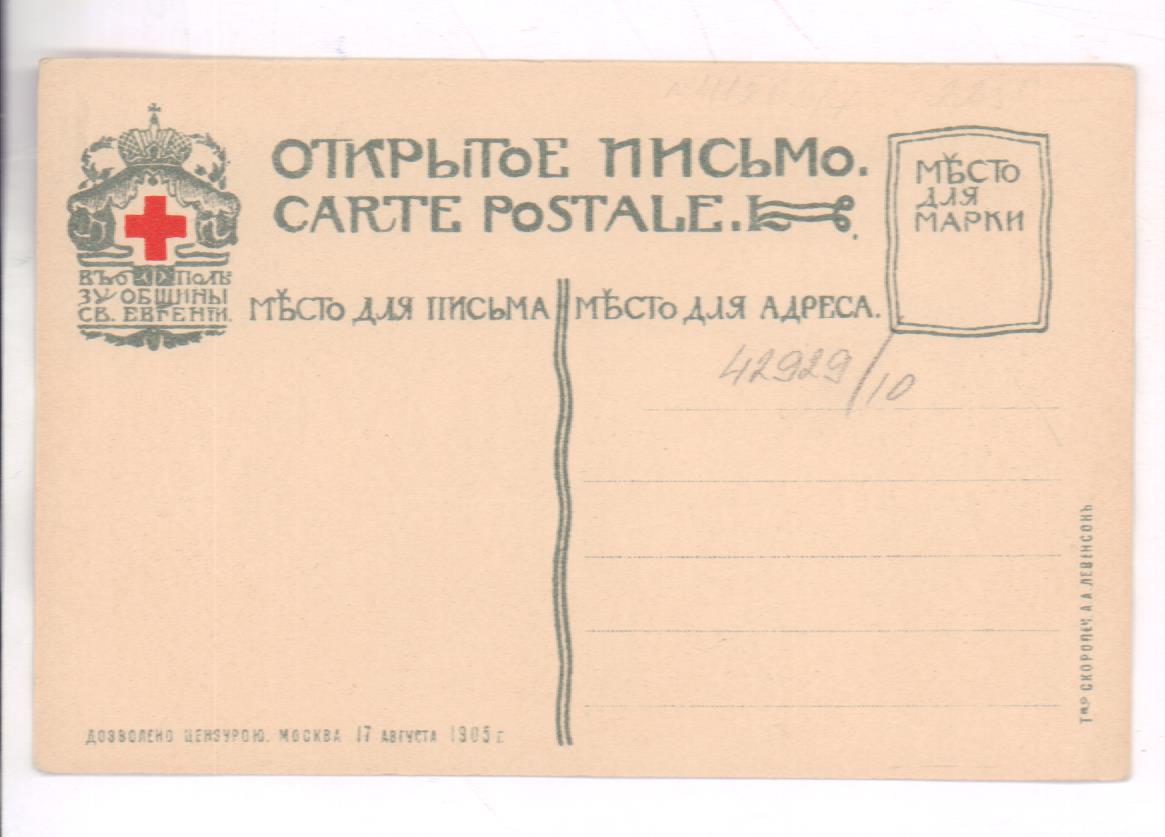 ОТКРЫТОЕ ПИСЬМО.
CARTE POSTALE.
МѢСТО
ДЛЯ
МАРКИ
ВЪ ПОЛЬ
ЗУ ОБЩИНЫ
СВ. ЕВГЕНІИ.
МѢСТО ДЛЯ ПИСЬМА
МѢСТО ДЛЯ АДРЕСА.
42929/10
ДОЗВОЛЕНО ЦЕНЗУРОЮ. МОСКВА 17 АВГУСТА 1905 г.
Т-во СКОРОПЕЧ. А. А. ЛЕВЕНСОНЪ